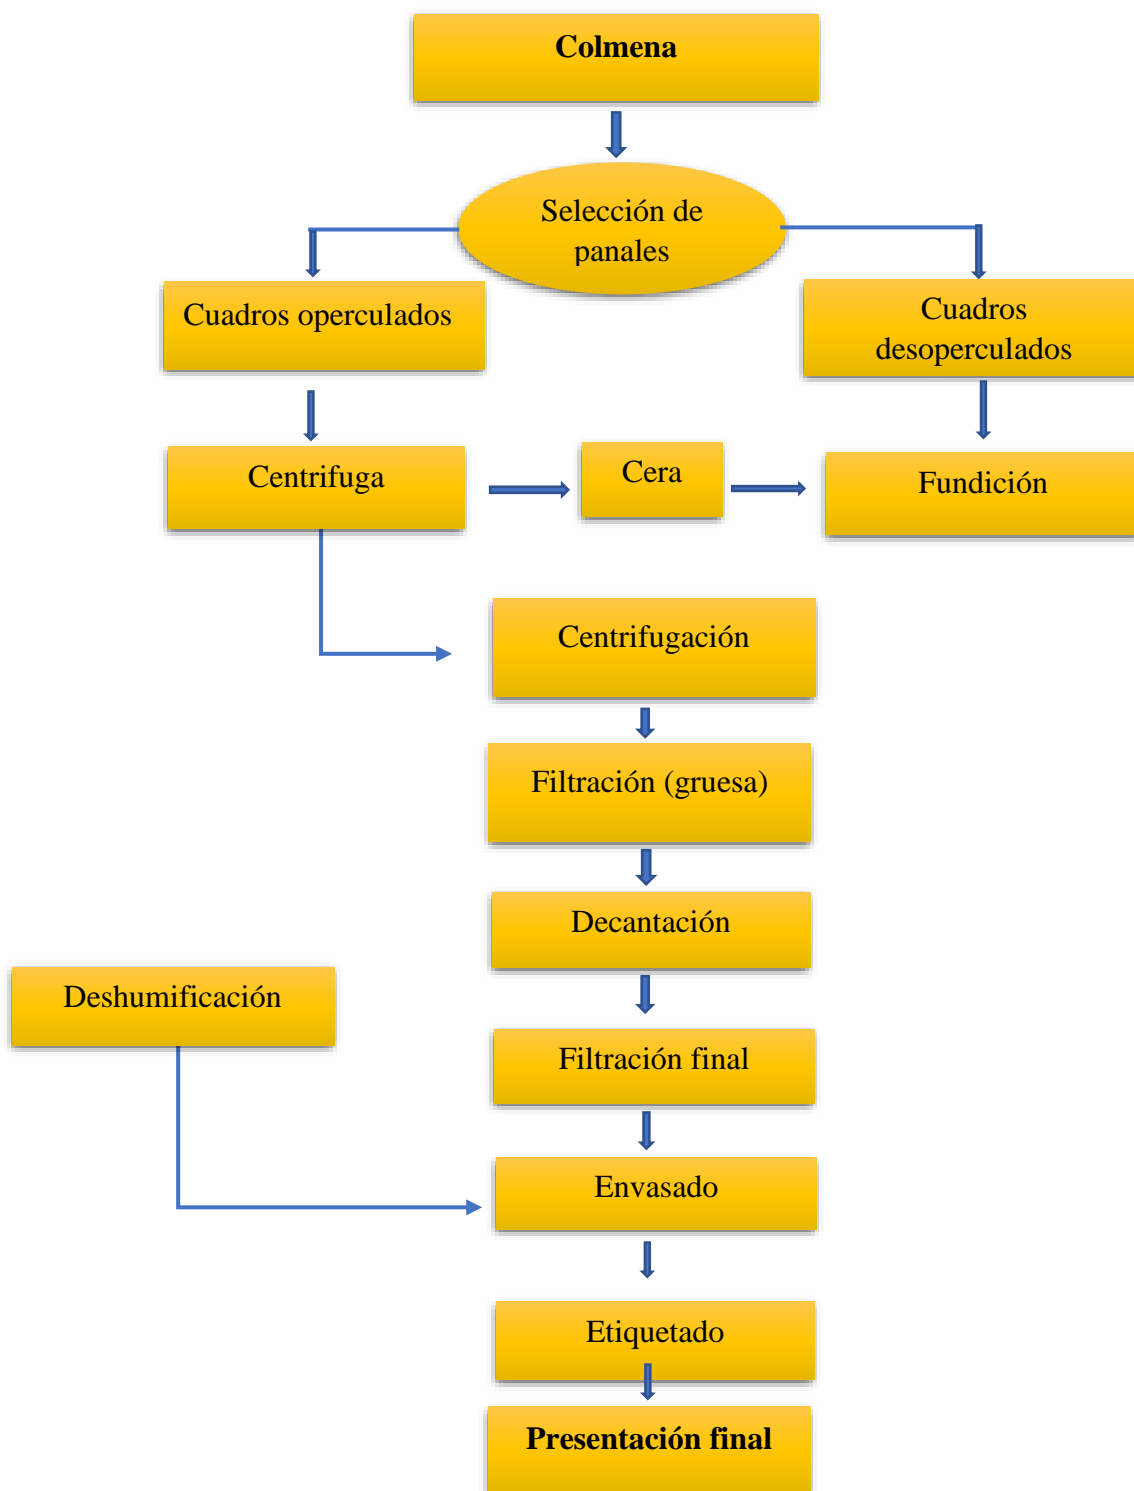 Colmena
Selección de
panales
Cuadros operculados
Cuadros
desoperculados
Centrifuga
Cera
Fundición
Centrifugación
Filtración (gruesa)
Decantación
Deshumificación
Filtración final
Envasado
Etiquetado
Presentación final